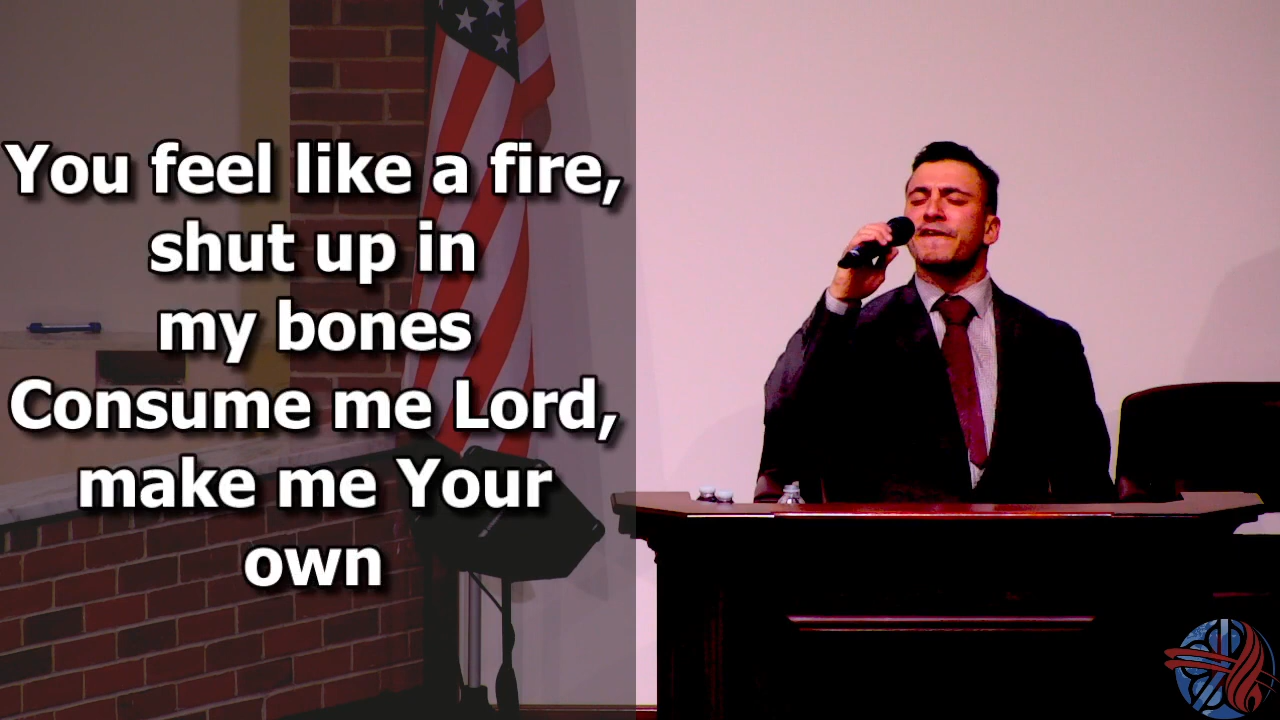 You feel like a fire,
shut up in
my bones
Consume me Lord,
make me Your
own